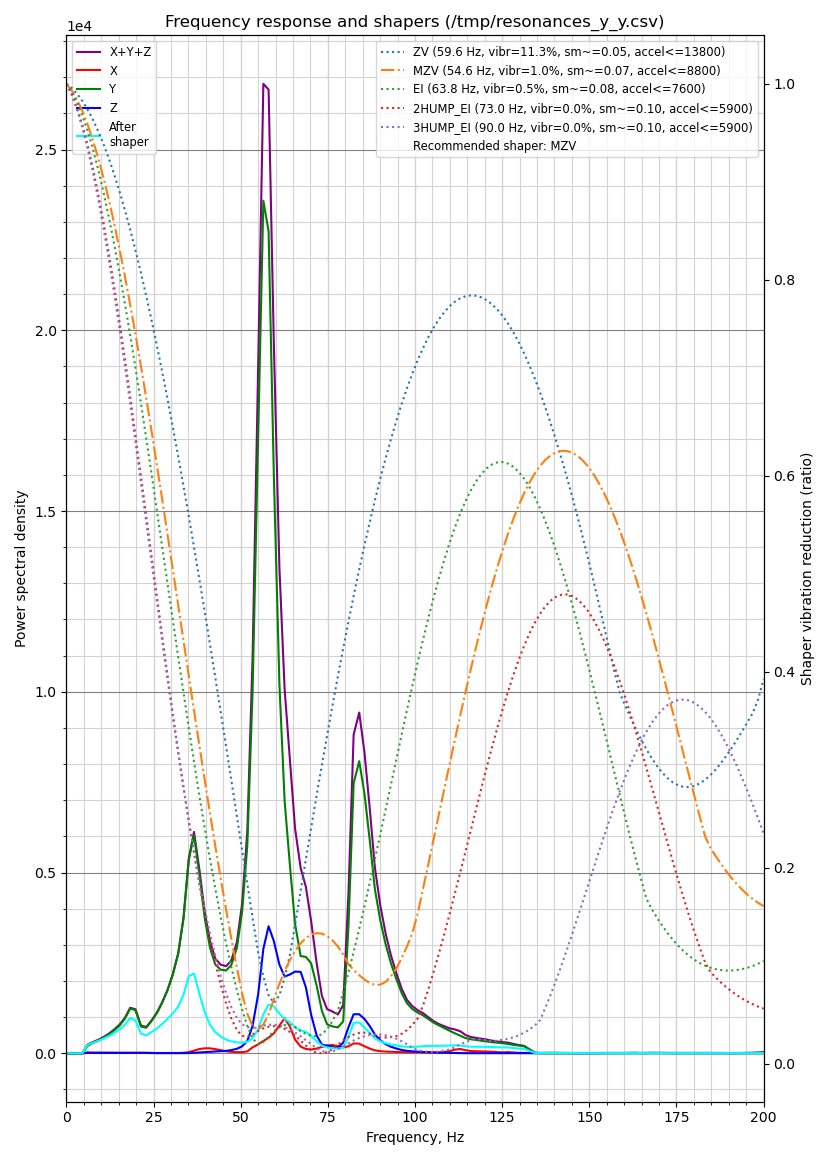 Frequency response and shapers (/tmp/resonances_y_y.csv)
1e4
X+Y+Z
X
Y
Z
After
shaper
ZV (59.6 Hz, vibr=11.3%, sm~=0.05, accel<=13800)
MZV (54.6 Hz, vibr=1.0%, sm~=0.07, accel<=8800)
EI (63.8 Hz, vibr=0.5%, sm~=0.08, accel<=7600)
2HUMP_EI (73.0 Hz, vibr=0.0%, sm~=0.10, accel<=5900)
3HUMP_EI (90.0 Hz, vibr=0.0%, sm~=0.10, accel<=5900)
Recommended shaper: MZV
Power spectral density
2.5
2.0
1.5
1.0
0.5
0.0
1.0
0.8
0.6
0.4
0.2
0.0
Shaper vibration reduction (ratio)
0 25 50 75 100 125 150 175 200
Frequency, Hz